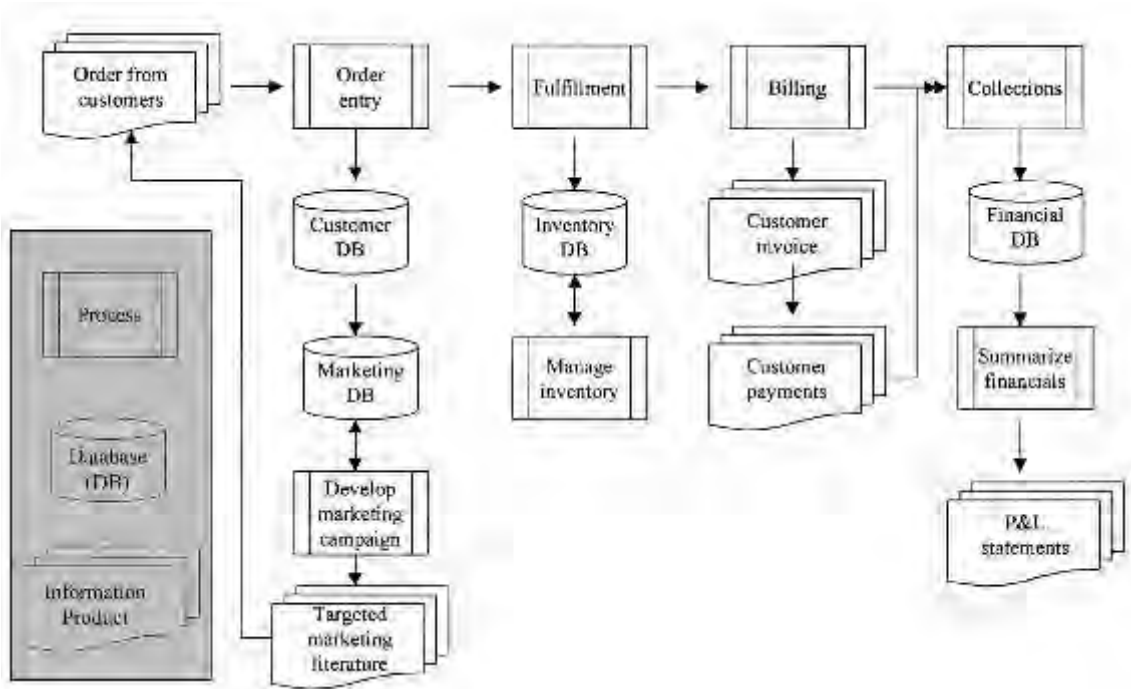 Order from
customers
Order
entry
Fulfillment
Billing
Collections
Customer
DB
Inventory
DB
Customer
invoice
Financial
DB
Process
Marketing
DB
Manage
inventory
Customer
payments
Summarize
financials
Database
(DB)
Develop
marketing
campaign
P&L
statements
Information
Product
Targeted
marketing
literature